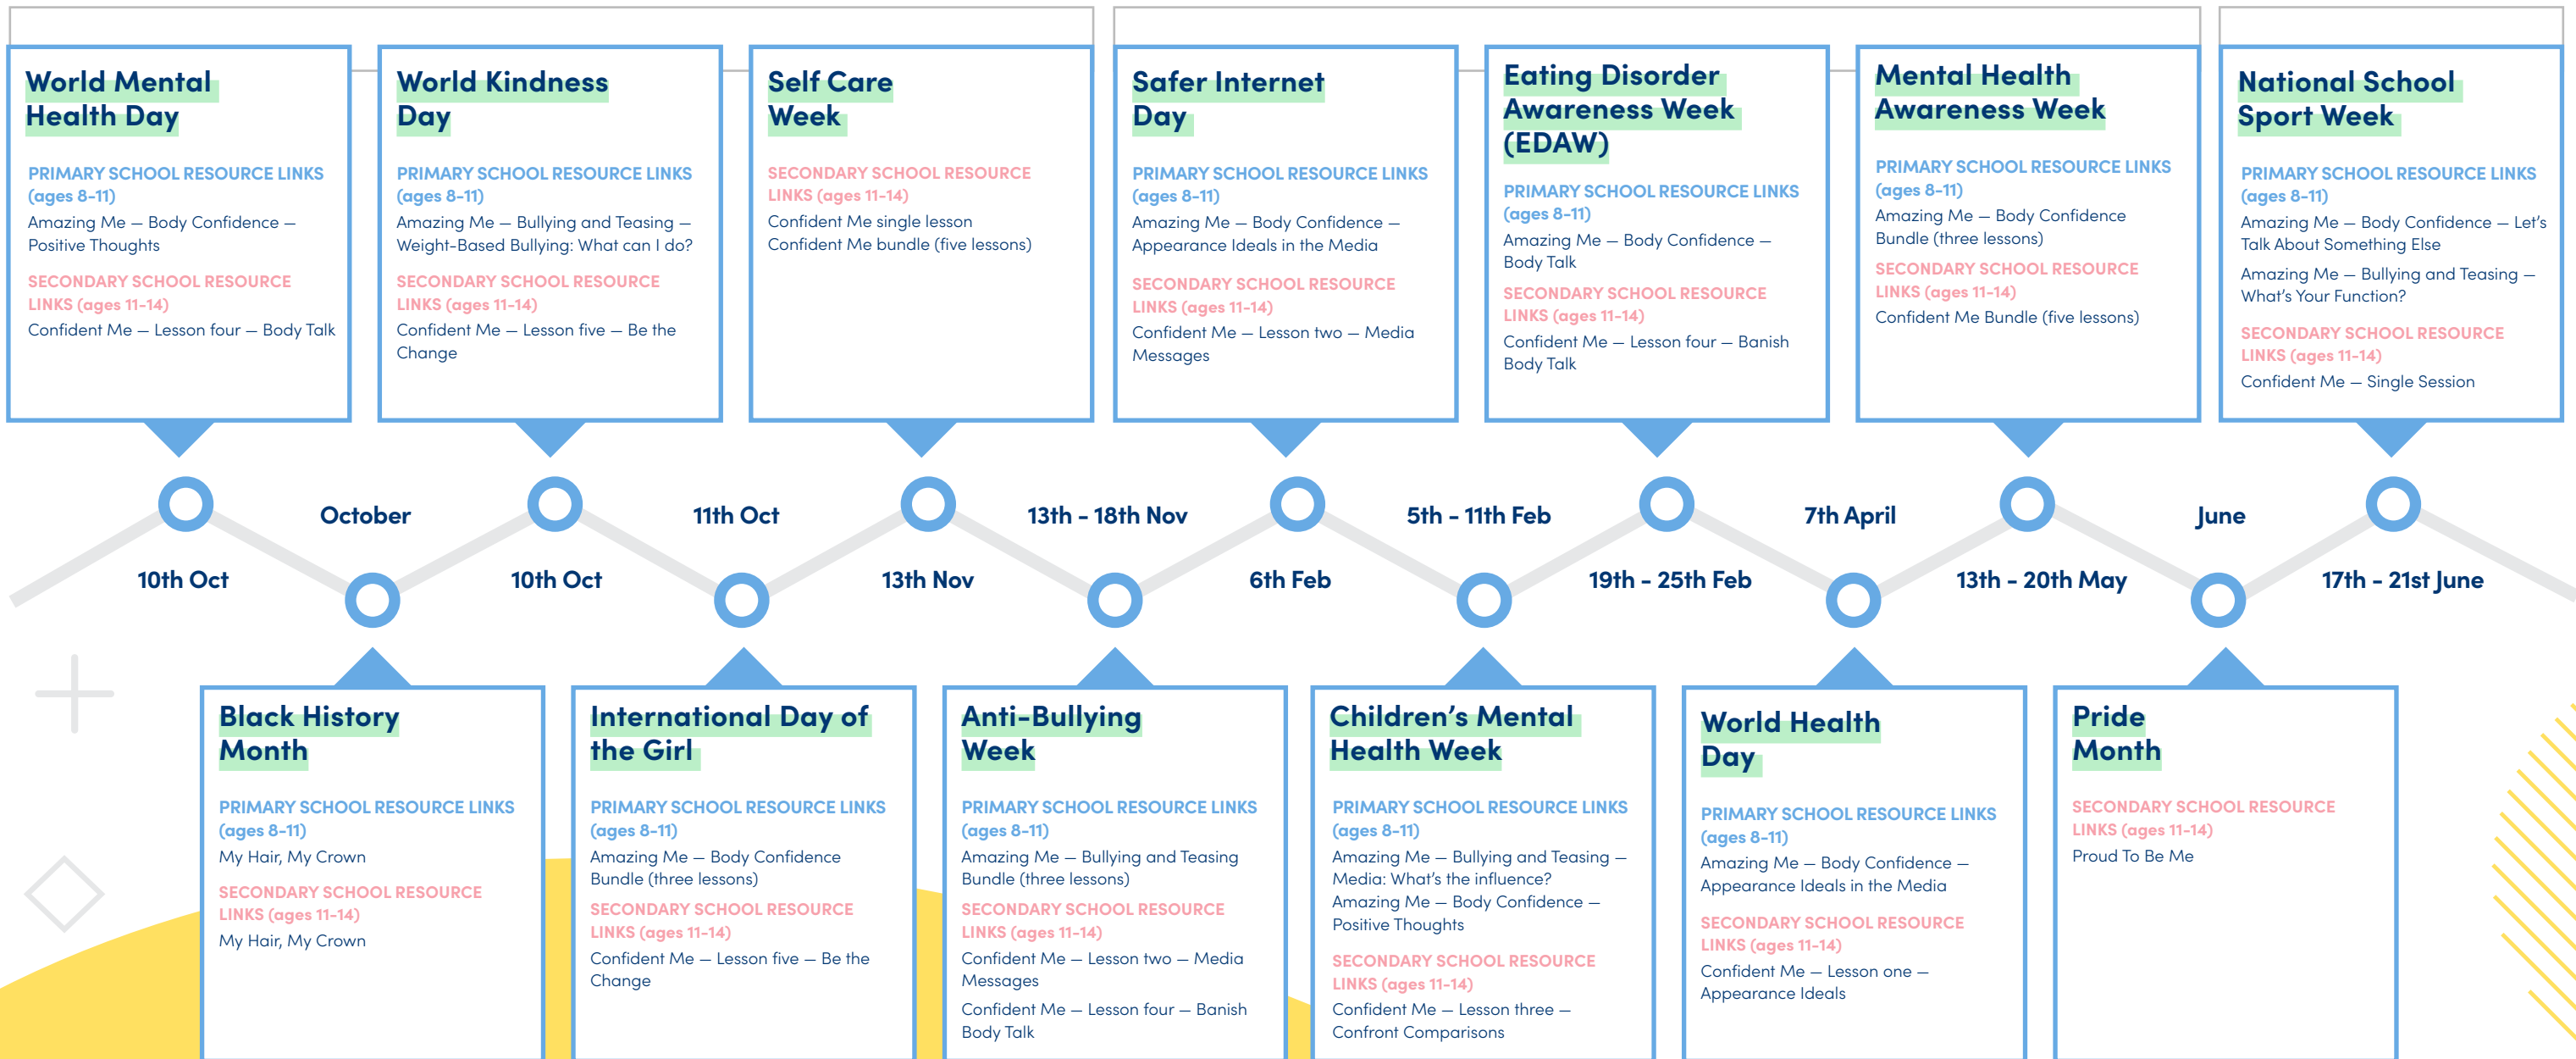 World Mental
Health Day
PRIMARY SCHOOL RESOURCE LINKS
(ages 8-11)
Amazing Me – Body Confidence –
Positive Thoughts
SECONDARY SCHOOL RESOURCE
LINKS (ages 11-14)
Confident Me – Lesson four – Body Talk
World Kindness
Day
PRIMARY SCHOOL RESOURCE LINKS
(ages 8-11)
Amazing Me – Bullying and Teasing –
Weight-Based Bullying: What can I do?
SECONDARY SCHOOL RESOURCE
LINKS (ages 11-14)
Confident Me – Lesson five – Be the
Change
Self Care
Week
SECONDARY SCHOOL RESOURCE
LINKS (ages 11-14)
Confident Me single lesson
Confident Me bundle (five lessons)
Safer Internet
Day
PRIMARY SCHOOL RESOURCE LINKS
(ages 8-11)
Amazing Me – Body Confidence –
Appearance Ideals in the Media
SECONDARY SCHOOL RESOURCE
LINKS (ages 11-14)
Confident Me – Lesson two – Media
Messages
Eating Disorder
Awareness Week
(EDAW)
PRIMARY SCHOOL RESOURCE LINKS
(ages 8-11)
Amazing Me – Body Confidence –
Body Talk
SECONDARY SCHOOL RESOURCE
LINKS (ages 11-14)
Confident Me – Lesson four – Banish
Body Talk
Mental Health
Awareness Week
PRIMARY SCHOOL RESOURCE LINKS
(ages 8-11)
Amazing Me – Body Confidence
Bundle (three lessons)
SECONDARY SCHOOL RESOURCE
LINKS (ages 11-14)
Confident Me Bundle (five lessons)
National School
Sport Week
PRIMARY SCHOOL RESOURCE LINKS
(ages 8-11)
Amazing Me – Body Confidence – Let's
Talk About Something Else
Amazing Me – Bullying and Teasing –
What's Your Function?
SECONDARY SCHOOL RESOURCE
LINKS (ages 11-14)
Confident Me – Single Session
October
11th Oct
13th - 18th Nov
5th - 11th Feb
7th April
June
10th Oct
10th Oct
13th Nov
6th Feb
19th - 25th Feb
13th - 20th May
17th - 21st June
Black History
Month
PRIMARY SCHOOL RESOURCE LINKS
(ages 8-11)
My Hair, My Crown
SECONDARY SCHOOL RESOURCE
LINKS (ages 11-14)
My Hair, My Crown
International Day of
the Girl
PRIMARY SCHOOL RESOURCE LINKS
(ages 8-11)
Amazing Me – Body Confidence
Bundle (three lessons)
SECONDARY SCHOOL RESOURCE
LINKS (ages 11-14)
Confident Me – Lesson five – Be the
Change
Anti-Bullying
Week
PRIMARY SCHOOL RESOURCE LINKS
(ages 8-11)
Amazing Me – Bullying and Teasing
Bundle (three lessons)
SECONDARY SCHOOL RESOURCE
LINKS (ages 11-14)
Confident Me – Lesson two – Media
Messages
Confident Me – Lesson four – Banish
Body Talk
Children's Mental
Health Week
PRIMARY SCHOOL RESOURCE LINKS
(ages 8-11)
Amazing Me – Bullying and Teasing –
Media: What's the influence?
Amazing Me – Body Confidence –
Positive Thoughts
SECONDARY SCHOOL RESOURCE
LINKS (ages 11-14)
Confident Me – Lesson three –
Confront Comparisons
World Health
Day
PRIMARY SCHOOL RESOURCE LINKS
(ages 8-11)
Amazing Me – Body Confidence –
Appearance Ideals in the Media
SECONDARY SCHOOL RESOURCE
LINKS (ages 11-14)
Confident Me – Lesson one –
Appearance Ideals
Pride
Month
SECONDARY SCHOOL RESOURCE
LINKS (ages 11-14)
Proud To Be Me